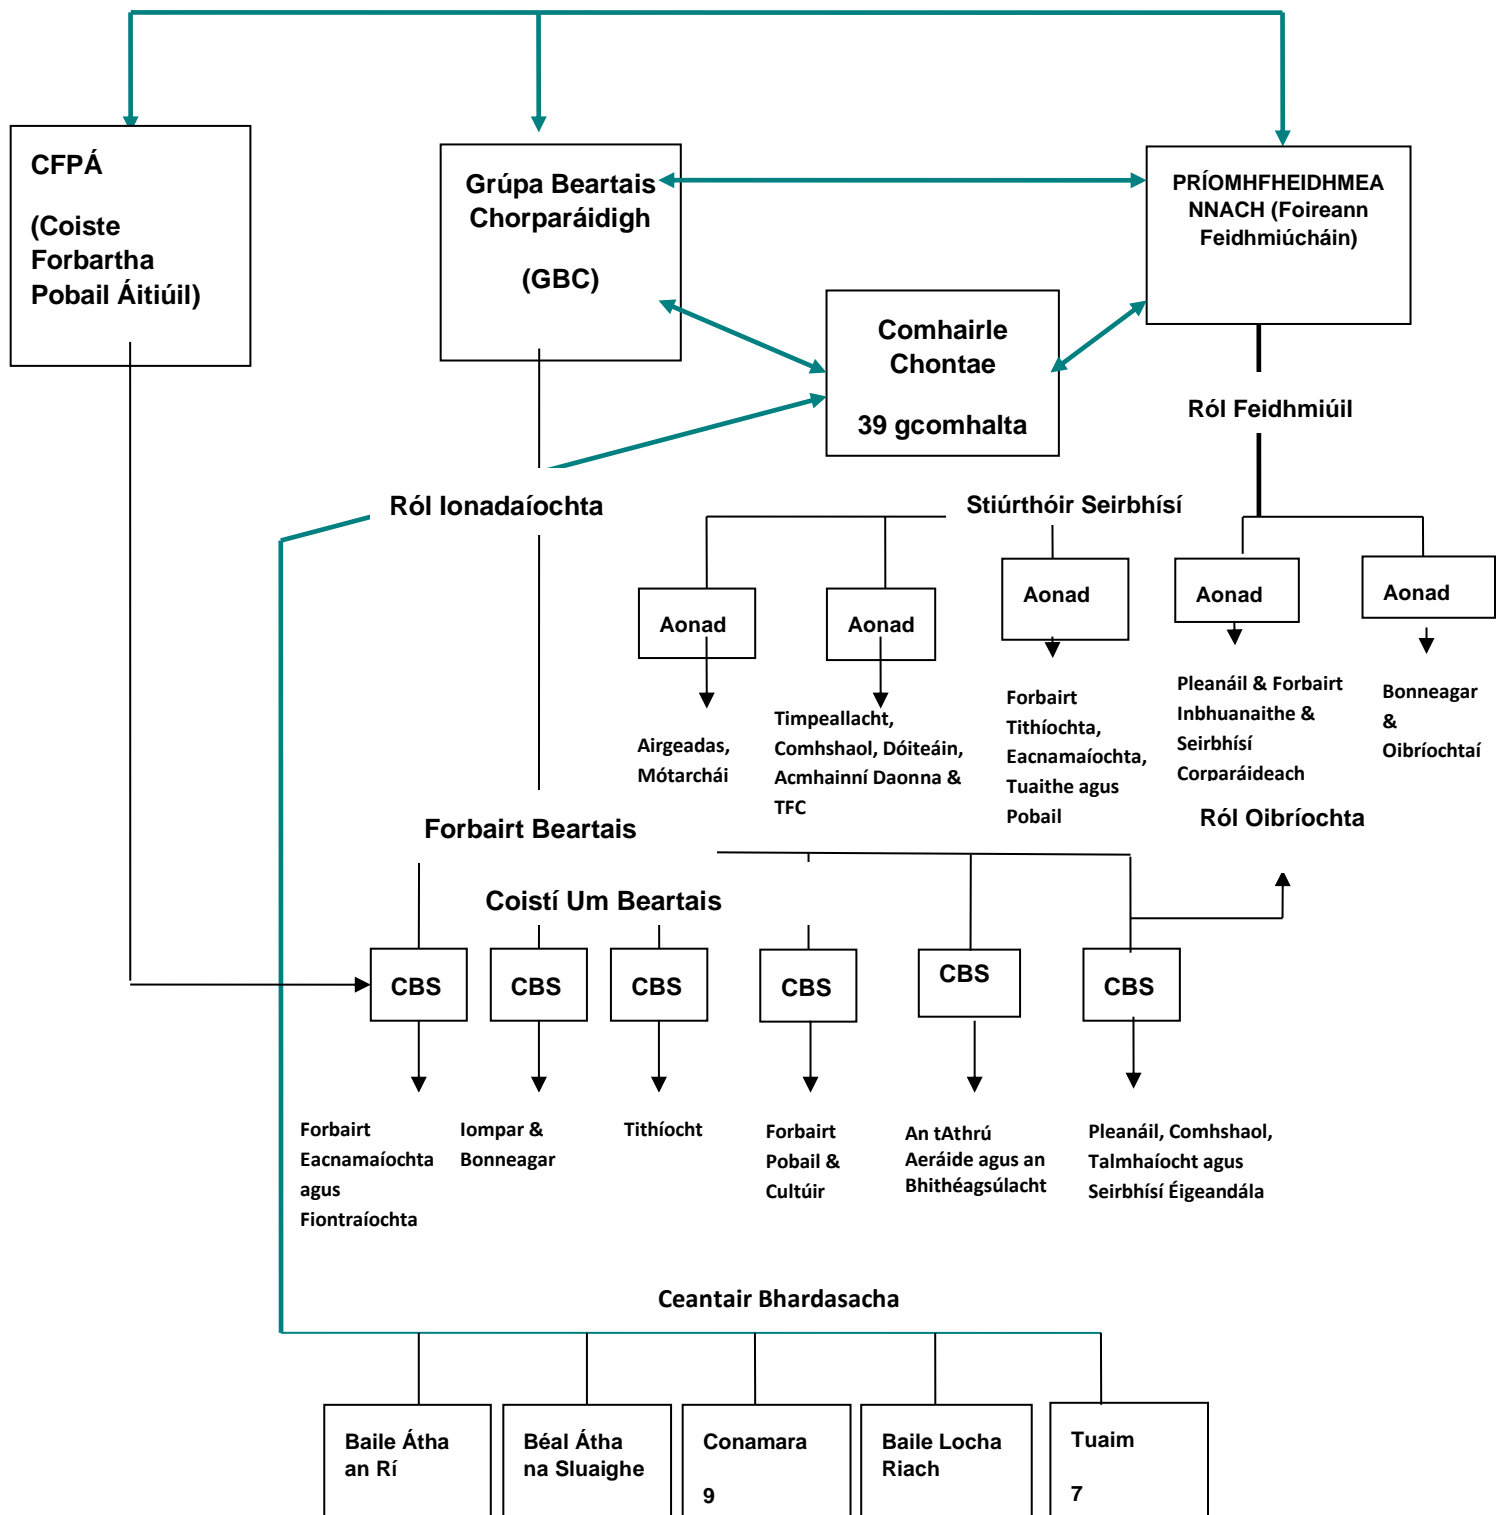 CFPÁ
(Coiste
Forbartha
Pobail Áitiúil)
Grúpa Beartais
Chorparáidigh
(GBC)
PRÍOMHFHEIDHMEA
NNACH (Foireann
Feidhmiúcháin)
Comhairle
Chontae
39 gcomhalta
Ról Feidhmiúil
Ról Ionadaíochta
Stiúrthóir Seirbhísí
Aonad
Aonad
Aonad
Aonad
Aonad
Airgeadas,
Mótarchái
Timpeallacht,
Comhshaol, Dóiteáin,
Acmhainní Daonna &
TFC
Forbairt
Tithíochta,
Eacnamaíochta,
Tuaithe agus
Pobail
Pleanáil & Forbairt
Inbhuanaithe &
Seirbhísí
Corparáideach
Bonneagar
&
Oibríochtaí
Ról Oibríochta
Forbairt Beartais
Coistí Um Beartais
CBS
CBS
CBS
CBS
CBS
CBS
Forbairt
Eacnamaíochta
agus
Fiontraíochta
Iompar &
Bonneagar
Tithíocht
Forbairt
Pobail &
Cultúir
An tAthrú
Aeráide agus an
Bhithéagsúlacht
Pleanáil, Comhshaol,
Talmhaíocht agus
Seirbhísí Éigeandála
Ceantair Bhardasacha
Baile Átha
an Rí
Béal Átha
na Sluaighe
Conamara
9
Baile Locha
Riach
Tuaim
7